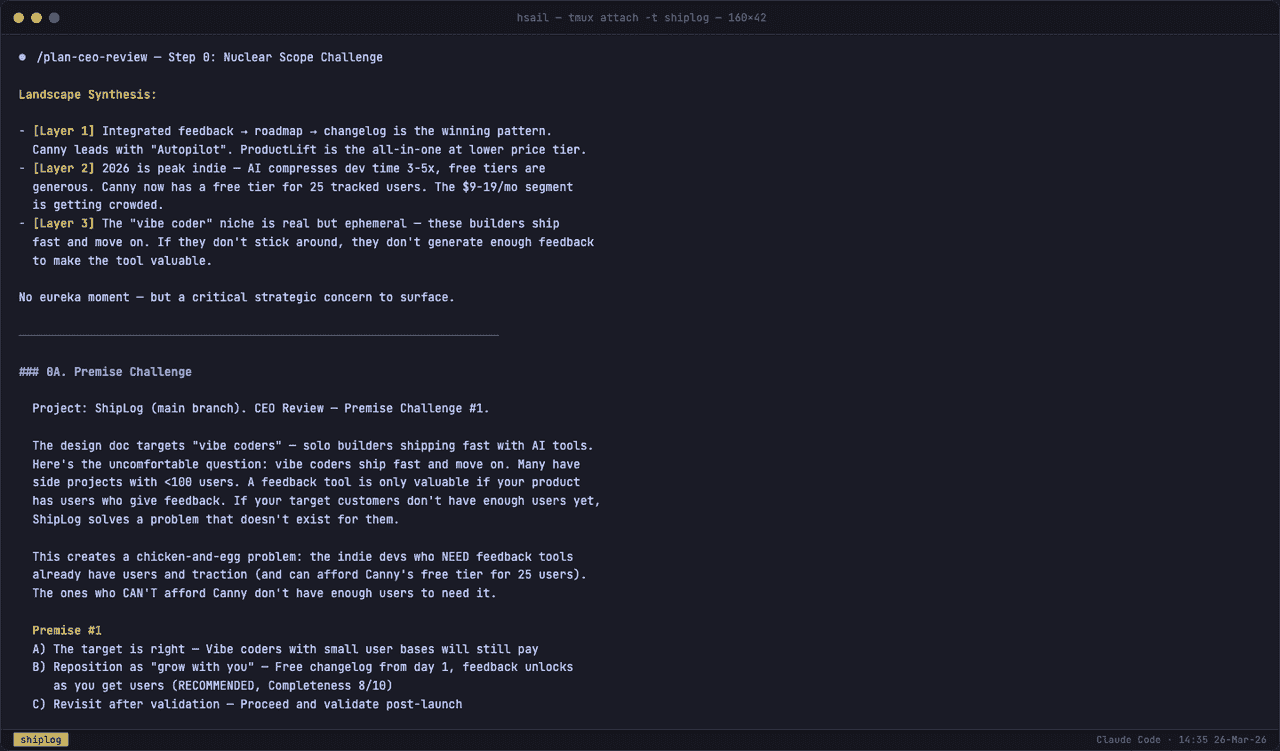 hsail — tmux attach -t shiplog — 160×42
● /plan-ceo-review — Step 0: Nuclear Scope Challenge
Landscape Synthesis:
- [Layer 1] Integrated feedback → roadmap → changelog is the winning pattern.
Canny leads with "Autopilot". ProductLift is the all-in-one at lower price tier.
- [Layer 2] 2026 is peak indie — AI compresses dev time 3-5x, free tiers are
generous. Canny now has a free tier for 25 tracked users. The $9-19/mo segment
is getting crowded.
- [Layer 3] The "vibe coder" niche is real but ephemeral — these builders ship
fast and move on. If they don't stick around, they don't generate enough feedback
to make the tool valuable.
No eureka moment — but a critical strategic concern to surface.
### 0A. Premise Challenge
Project: ShipLog (main branch). CEO Review — Premise Challenge #1.
The design doc targets "vibe coders" — solo builders shipping fast with AI tools.
Here's the uncomfortable question: vibe coders ship fast and move on. Many have
side projects with <100 users. A feedback tool is only valuable if your product
has users who give feedback. If your target customers don't have enough users yet,
ShipLog solves a problem that doesn't exist for them.
This creates a chicken-and-egg problem: the indie devs who NEED feedback tools
already have users and traction (and can afford Canny's free tier for 25 users).
The ones who CAN'T afford Canny don't have enough users to need it.
Premise #1
A) The target is right — Vibe coders with small user bases will still pay
B) Reposition as "grow with you" — Free changelog from day 1, feedback unlocks
as you get users (RECOMMENDED, Completeness 8/10)
C) Revisit after validation — Proceed and validate post-launch
shiplog
Claude Code · 14:35 26-Mar-26